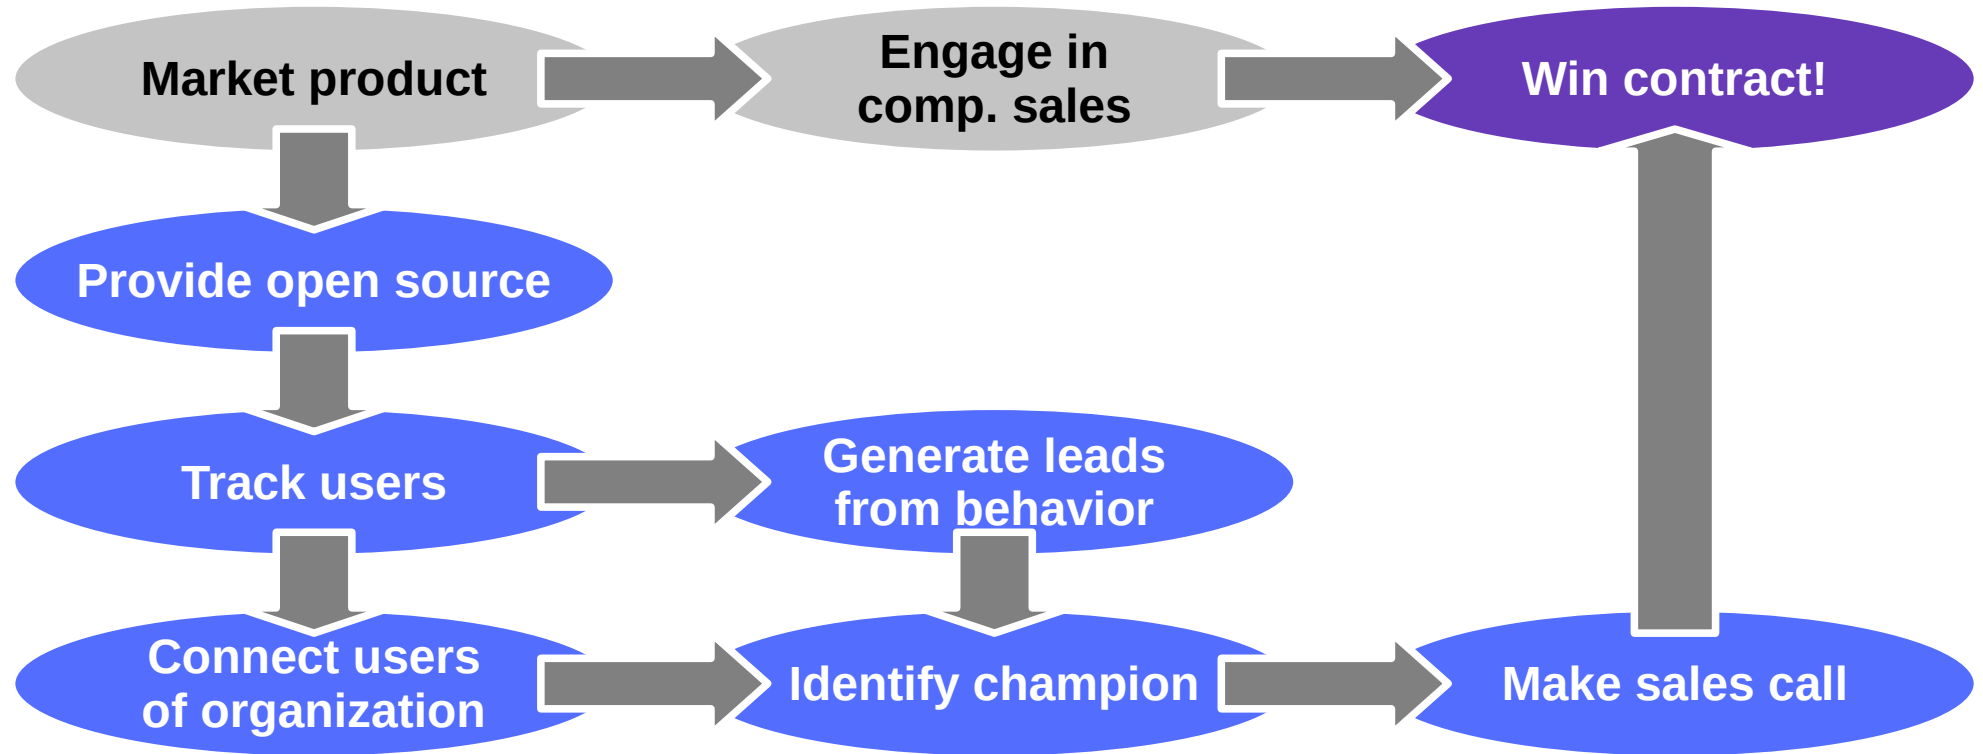 Market product
Engage in
comp. sales
Win contract!
Provide open source
Track users
Generate leads
from behavior
Connect users
of organization
Identify champion
Make sales call